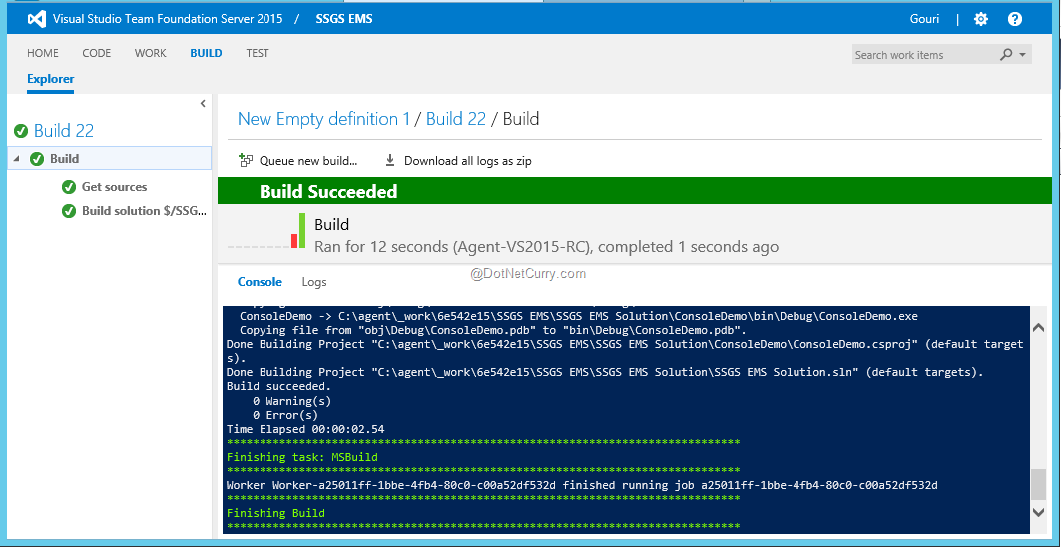 Visual Studio Team Foundation Server 2015 / SSGS EMS Gouri | ?
HOME CODE WORK BUILD TEST Search work items
Explorer
Build 22
Build
Get sources
Build solution $/SSG...
New Empty definition 1 / Build 22 / Build
Queue new build... Download all logs as zip
Build Succeeded
Build
Ran for 12 seconds (Agent-VS2015-RC), completed 1 seconds ago
@DotNetCurry.com
Console Logs
ConsoleDemo -> C:\agent\_work\6e542e15\SSGS EMS\SSGS EMS Solution\ConsoleDemo\bin\Debug\ConsoleDemo.exe
Copying file from "obj\Debug\ConsoleDemo.pdb" to "bin\Debug\ConsoleDemo.pdb".
Done Building Project "C:\agent\_work\6e542e15\SSGS EMS\SSGS EMS Solution\ConsoleDemo\ConsoleDemo.csproj" (default target
s).
Done Building Project "C:\agent\_work\6e542e15\SSGS EMS\SSGS EMS Solution\SSGS EMS Solution.sln" (default targets).
Build succeeded.
0 Warning(s)
0 Error(s)
Time Elapsed 00:00:02.54
******************************************************************************
Finishing task: MSBuild
******************************************************************************
Worker Worker-a25011ff-1bbe-4fb4-80c0-c00a52df532d finished running job a25011ff-1bbe-4fb4-80c0-c00a52df532d
******************************************************************************
Finishing Build
******************************************************************************